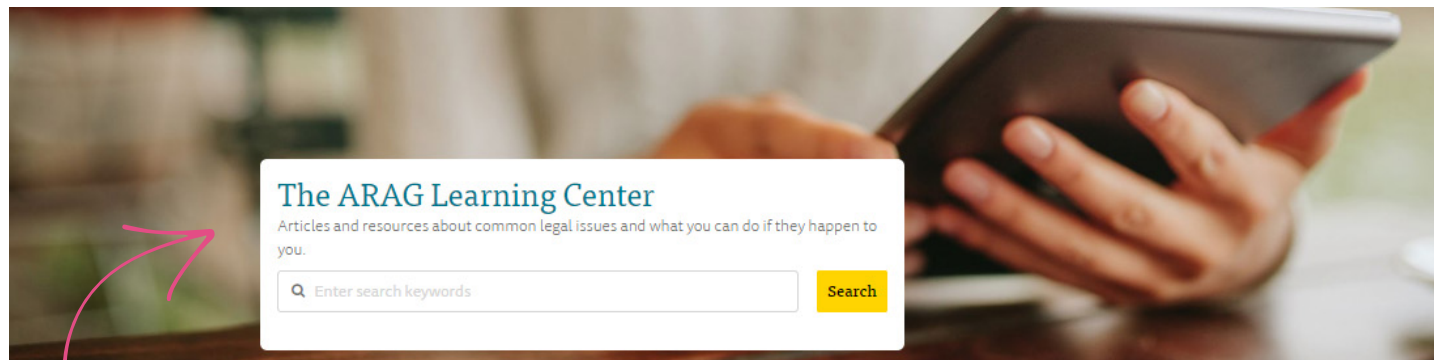 The ARAG Learning Center
Articles and resources about common legal issues and what you can do if they happen to
you.
Enter search keywords
Search